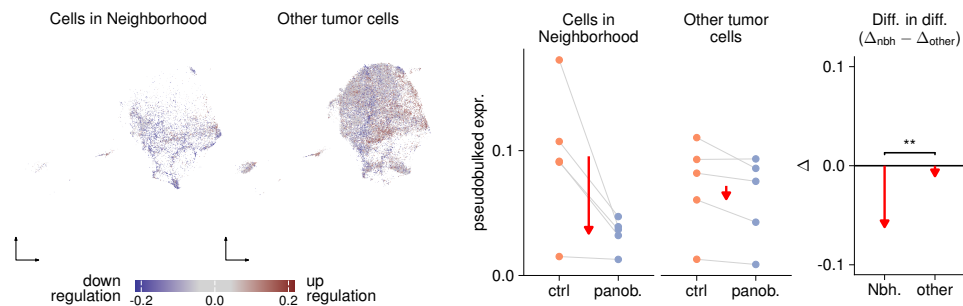 Cells in Neighborhood
Other tumor cells
down
regulation
-0.2
0.0
0.2
up
regulation
Cells in
Neighborhood
Other tumor
cells
pseudobulked expr.
0.1
0.0
ctrl
panob.
ctrl
panob.
Diff. in diff.
(Δnbh − Δother)
Δ
0.1
0.0
-0.1
**
Nbh.
other